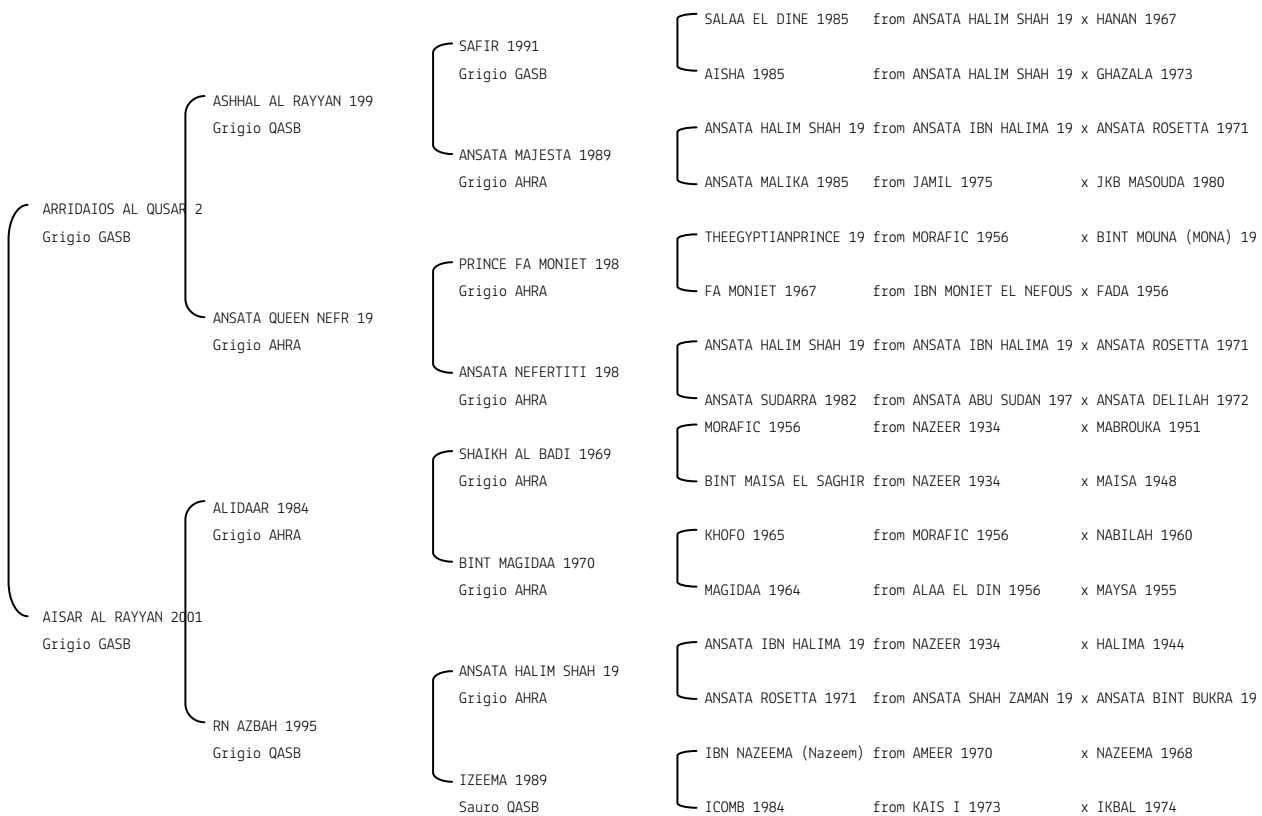 SALAA EL DINE 1985 from ANSATA HALIM SHAH 19 x HANAN 1967
SAFIR 1991
Grigio GASB
AISHA 1985 from ANSATA HALIM SHAH 19 x GHAZALA 1973
ASHHAL AL RAYYAN 199
Grigio QASB
ANSATA HALIM SHAH 19 from ANSATA IBN HALIMA 19 x ANSATA ROSETTA 1971
ANSATA MAJESTA 1989
Grigio AHRA
ANSATA MALIKA 1985 from JAMIL 1975 x JKB MASOUDA 1980
ARRIDAIOS AL QUSAR 2
Grigio GASB
THEEGYPTIANPRINCE 19 from MORAFIC 1956 x BINT MOUNA (MONA) 19
PRINCE FA MONIET 198
Grigio AHRA
FA MONIET 1967 from IBN MONIET EL NEFOUS x FADA 1956
ANSATA QUEEN NEFR 19
Grigio AHRA
ANSATA HALIM SHAH 19 from ANSATA IBN HALIMA 19 x ANSATA ROSETTA 1971
ANSATA NEFERTITI 198
Grigio AHRA
ANSATA SUDARRA 1982 from ANSATA ABU SUDAN 197 x ANSATA DELILAH 1972
MORAFIC 1956 from NAZEER 1934 x MABROUKA 1951
SHAIKH AL BADI 1969
Grigio AHRA
BINT MAISA EL SAGHIR from NAZEER 1934 x MAISA 1948
ALIDAAR 1984
Grigio AHRA
KHOFO 1965 from MORAFIC 1956 x NABILAH 1960
BINT MAGIDAA 1970
Grigio AHRA
MAGIDAA 1964 from ALAA EL DIN 1956 x MAYSA 1955
AISAR AL RAYYAN 2001
Grigio GASB
ANSATA IBN HALIMA 19 from NAZEER 1934 x HALIMA 1944
ANSATA HALIM SHAH 19
Grigio AHRA
ANSATA ROSETTA 1971 from ANSATA SHAH ZAMAN 19 x ANSATA BINT BUKRA 19
RN AZBAH 1995
Grigio QASB
IBN NAZEEMA (Nazeem) from AMEER 1970 x NAZEEMA 1968
IZEEMA 1989
Sauro QASB
ICOMB 1984 from KAIS I 1973 x IKBAL 1974